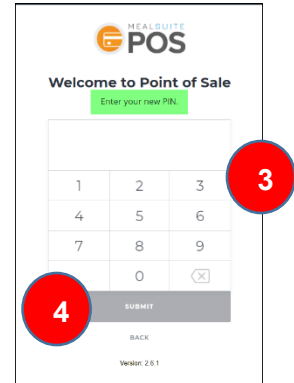 MEALSUITE
POS
Welcome to Point of Sale
Enter your new PIN.
1 2 3
3
4 5 6
7 8 9
0
4
SUBMIT
BACK
Version: 2.6.1